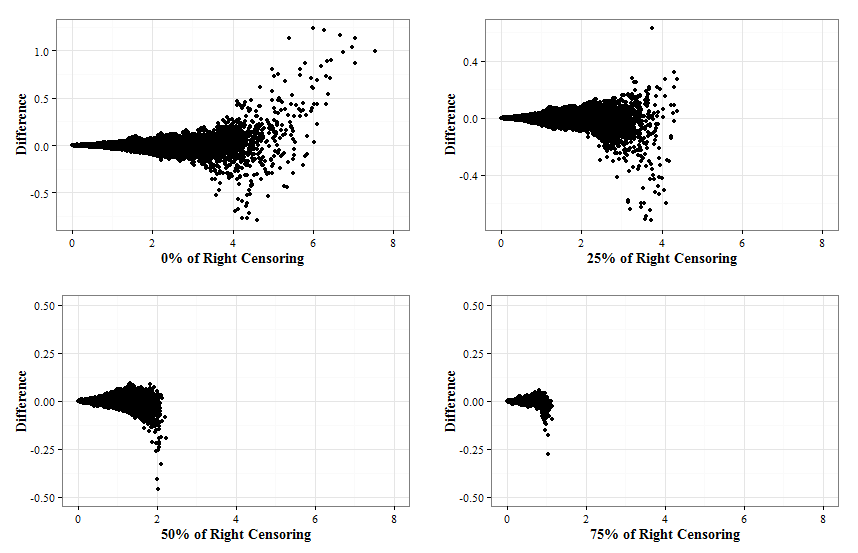 1.0
0.5
0.0
-0.5
Difference
0 2 4 6 8
0% of Right Censoring
0.4
0.0
-0.4
Difference
0 2 4 6 8
25% of Right Censoring
0.50
0.25
0.00
-0.25
-0.50
Difference
0 2 4 6 8
50% of Right Censoring
0.50
0.25
0.00
-0.25
-0.50
Difference
0 2 4 6 8
75% of Right Censoring